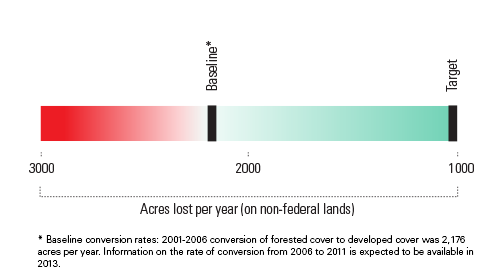 Baseline*
Target
3000
2000
1000
Acres lost per year (on non-federal lands)
* Baseline conversion rates: 2001-2006 conversion of forested cover to developed cover was 2,176
acres per year. Information on the rate of conversion from 2006 to 2011 is expected to be available in
2013.